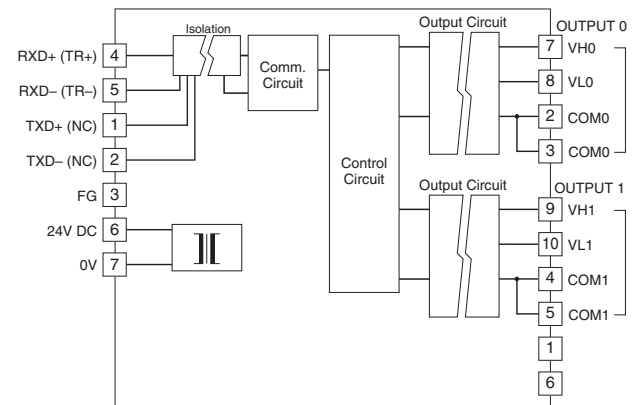 Isolation
Output Circuit
OUTPUT 0
RXD+ (TR+) 4
7 VH0
Comm.
Circuit
RXD– (TR–) 5
8 VL0
TXD+ (NC) 1
2 COM0
TXD– (NC) 2
3 COM0
Control
Circuit
FG 3
Output Circuit
OUTPUT 1
9 VH1
24V DC 6
10 VL1
0V 7
4 COM1
5 COM1
1
6